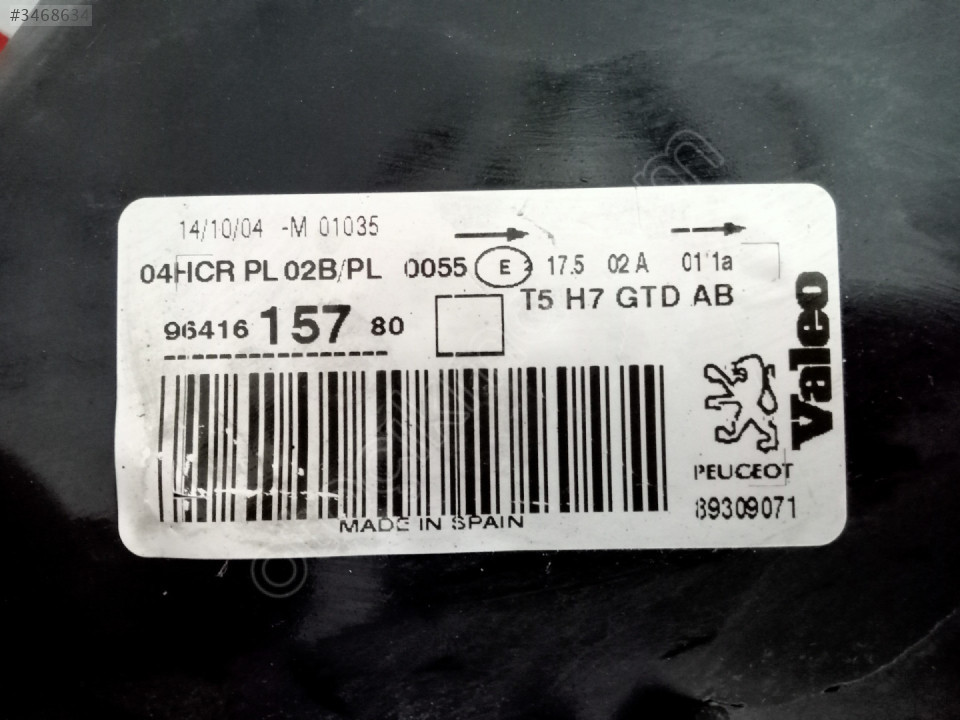 #3468634
14/10/04 -M 01035
04HCR PL 02B/PL 0055 E2 17.5 02 A 01 1a
96416 157 80
T5 H7 GTD AB
Valeo
PEUGEOT
89309071
MADE IN SPAIN